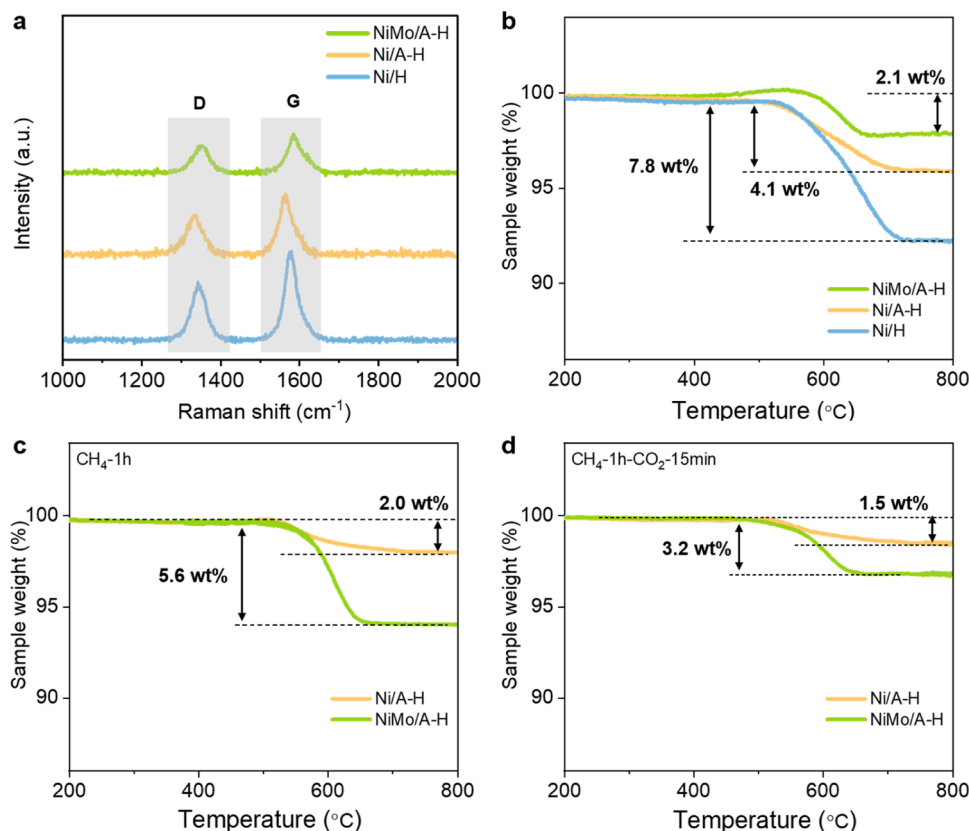 a
NiMo/A-H
Ni/A-H
Ni/H
D
G
Intensity (a.u.)
1000
1200
1400
1600
1800
2000
Raman shift (cm⁻¹)
b
100
95
90
Sample weight (%)
2.1 wt%
7.8 wt%
4.1 wt%
NiMo/A-H
Ni/A-H
Ni/H
200
400
600
800
Temperature (°C)
c
CH₄-1h
100
95
90
Sample weight (%)
2.0 wt%
5.6 wt%
Ni/A-H
NiMo/A-H
200
400
600
800
Temperature (°C)
d
CH₄-1h-CO₂-15min
100
95
90
Sample weight (%)
1.5 wt%
3.2 wt%
Ni/A-H
NiMo/A-H
200
400
600
800
Temperature (°C)